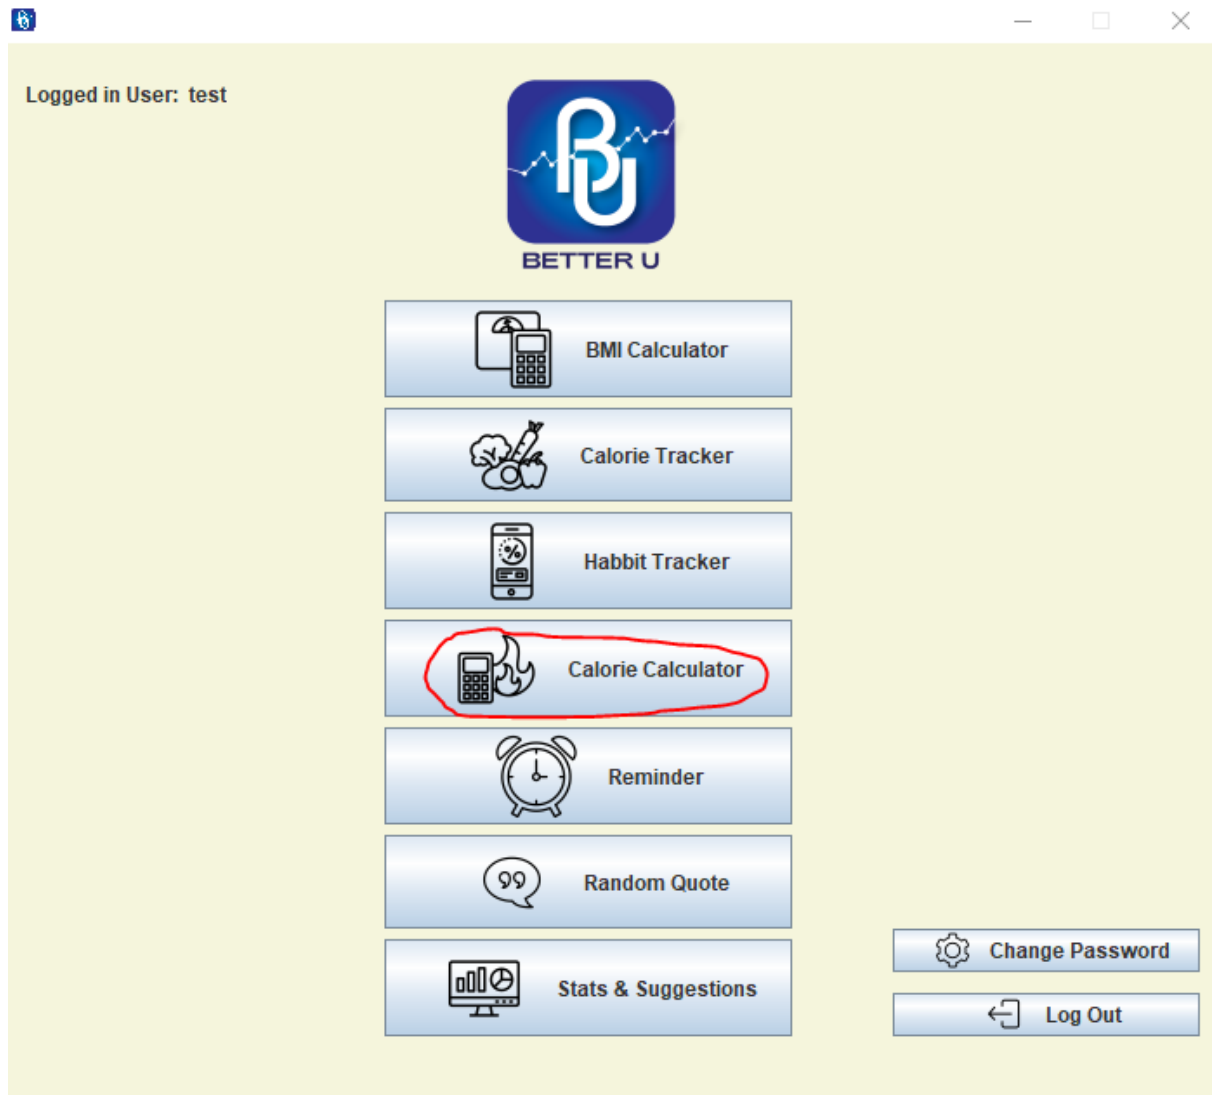 Logged in User: test
BU
BETTER U
BMI Calculator
Calorie Tracker
Habbit Tracker
Calorie Calculator
Reminder
Random Quote
Stats & Suggestions
Change Password
Log Out